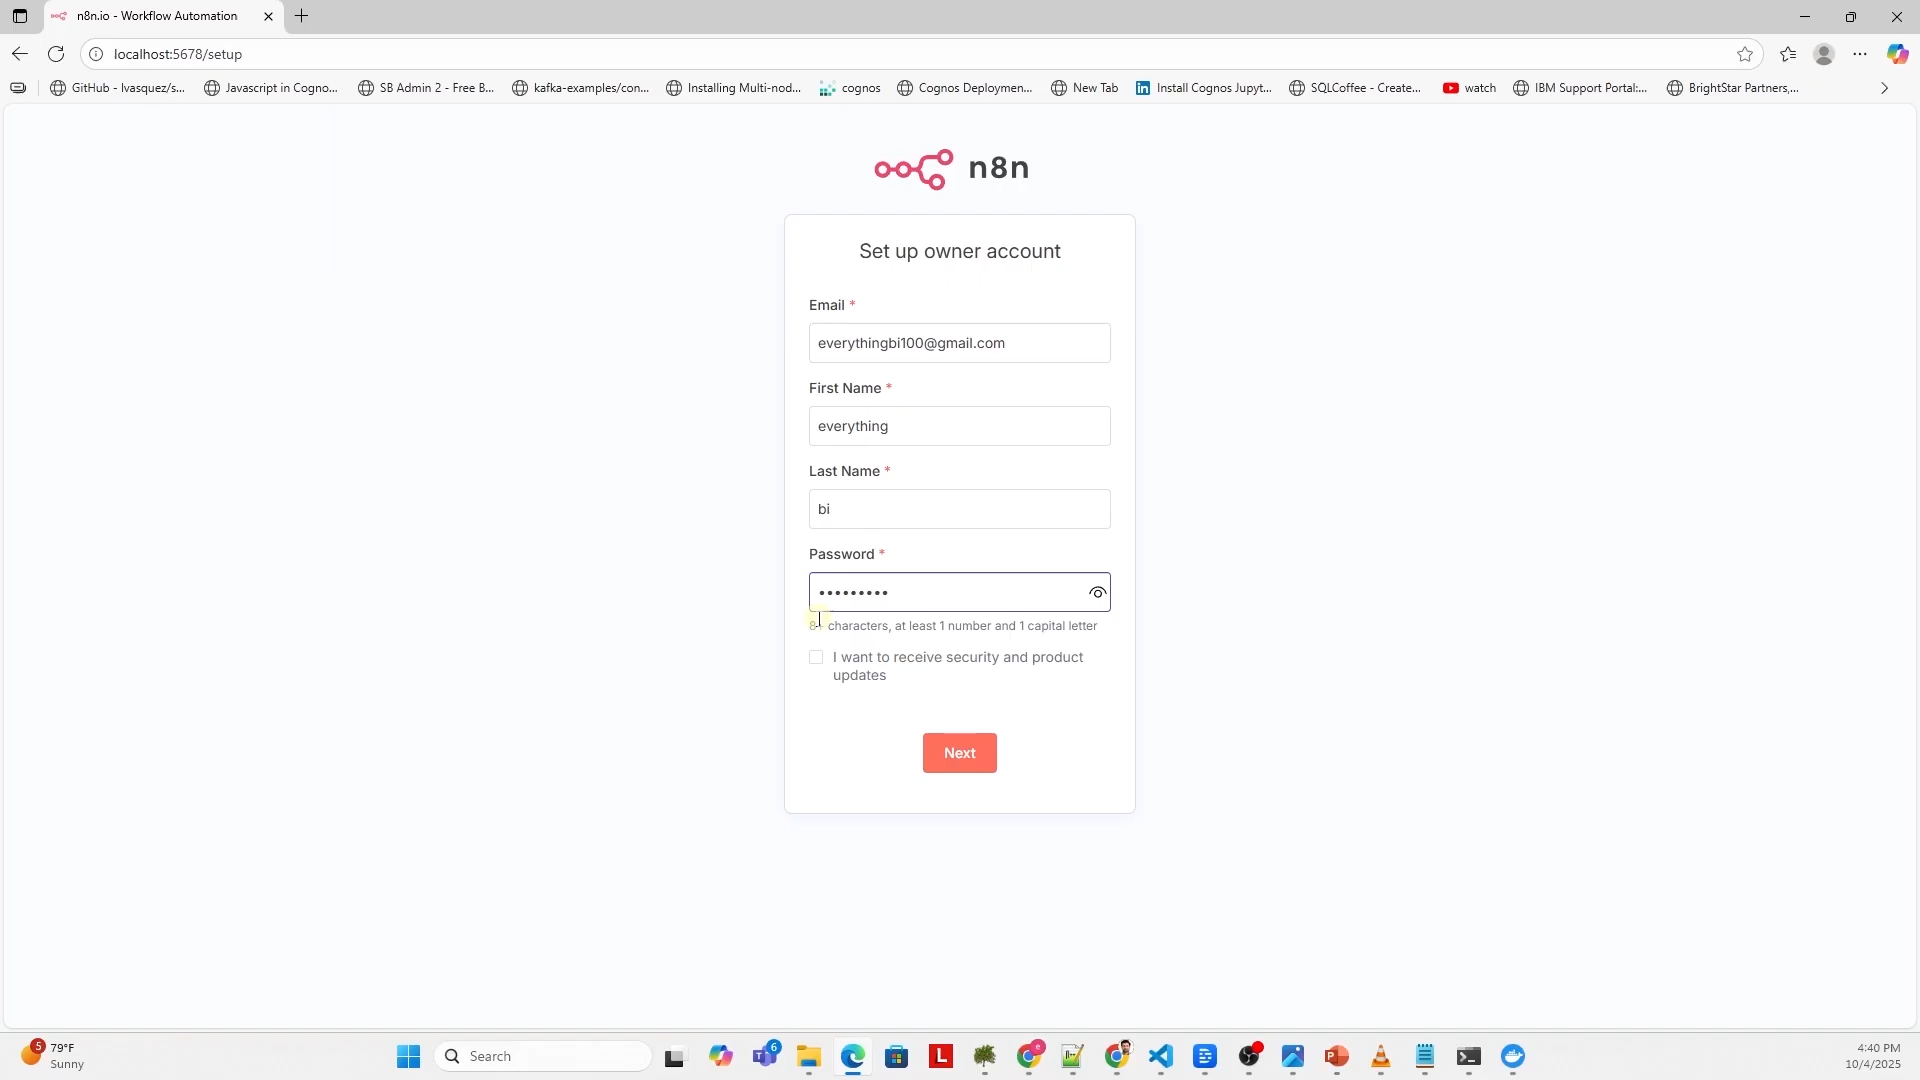 n8n.io - Workflow Automation
localhost:5678/setup
GitHub - lvasquez/s...
Javascript in Cogno...
SB Admin 2 - Free B...
kafka-examples/con...
Installing Multi-nod...
cognos
Cognos Deploymen...
New Tab
Install Cognos Jupyt...
SQLCoffee - Create...
watch
IBM Support Portal:...
BrightStar Partners,...
n8n
Set up owner account
Email *
everythingbi100@gmail.com
First Name *
everything
Last Name *
bi
Password *
•••••••••
8+ characters, at least 1 number and 1 capital letter
I want to receive security and product
updates
Next
5
79°F
Sunny
Search
6
L
e
4:40 PM
10/4/2025